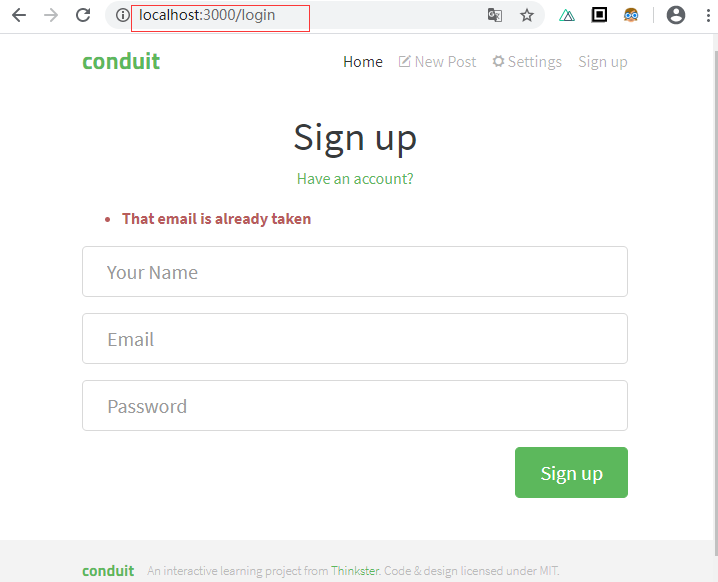 localhost:3000/login
conduit Home New Post Settings Sign up
Sign up
Have an account?
• That email is already taken
Your Name
Email
Password
Sign up
conduit An interactive learning project from Thinkster. Code & design licensed under MIT.